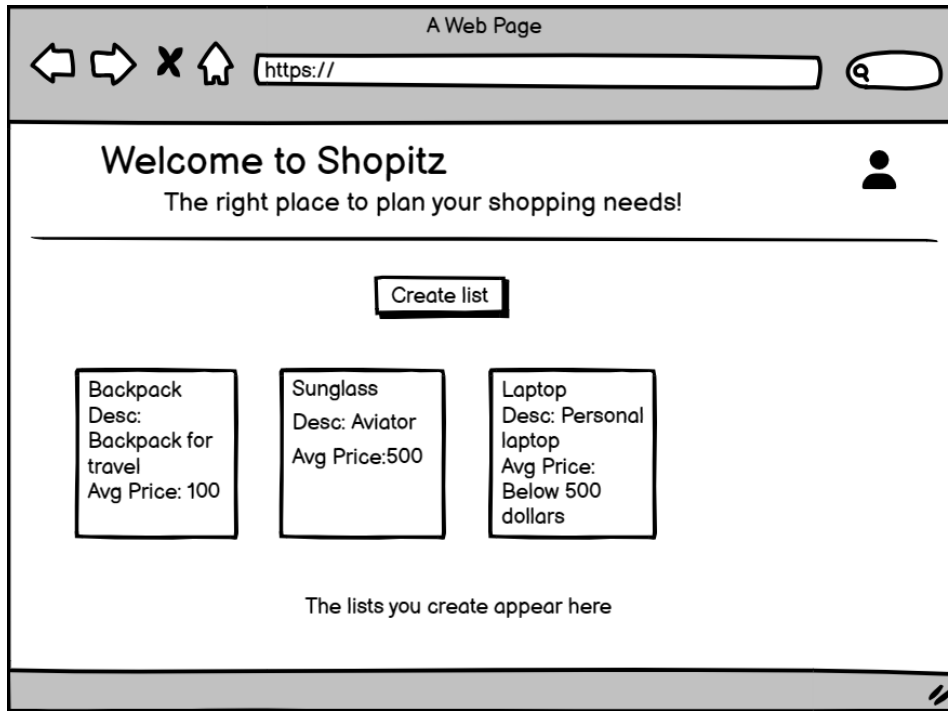 A Web Page
https://
Welcome to Shopitz
The right place to plan your shopping needs!
Create list
Backpack
Desc:
Backpack for
travel
Avg Price: 100
Sunglass
Desc: Aviator
Avg Price:500
Laptop
Desc: Personal
laptop
Avg Price:
Below 500
dollars
The lists you create appear here